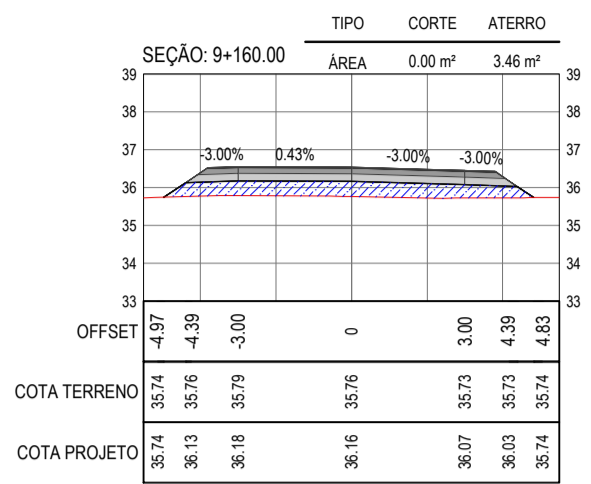 TIPO CORTE ATERRO
SEÇÃO: 9+160.00
ÁREA 0.00 m² 3.46 m²
39 39
38 38
37 37
-3.00% 0.43% -3.00% -3.00%
36 36
35 35
34 34
33 33
OFFSET -4.97 -4.39 -3.00 0 3.00 4.39 4.83
COTA TERRENO 35.74 35.76 35.79 35.76 35.73 35.73 35.74
COTA PROJETO 35.74 36.13 36.18 36.16 36.07 36.03 35.74